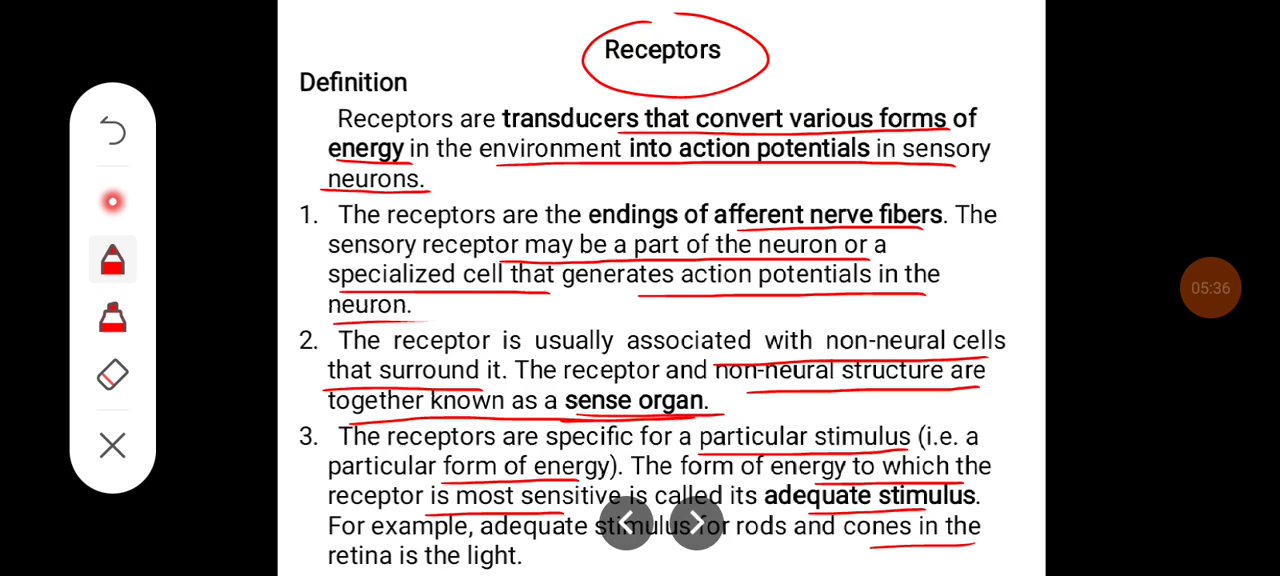 Receptors
Definition
Receptors are transducers that convert various forms of
energy in the environment into action potentials in sensory
neurons.
1. The receptors are the endings of afferent nerve fibers. The
sensory receptor may be a part of the neuron or a
specialized cell that generates action potentials in the
neuron.
2. The receptor is usually associated with non-neural cells
that surround it. The receptor and non-neural structure are
together known as a sense organ.
3. The receptors are specific for a particular stimulus (i.e. a
particular form of energy). The form of energy to which the
receptor is most sensitive is called its adequate stimulus.
For example, adequate stimulus for rods and cones in the
retina is the light.
05:36